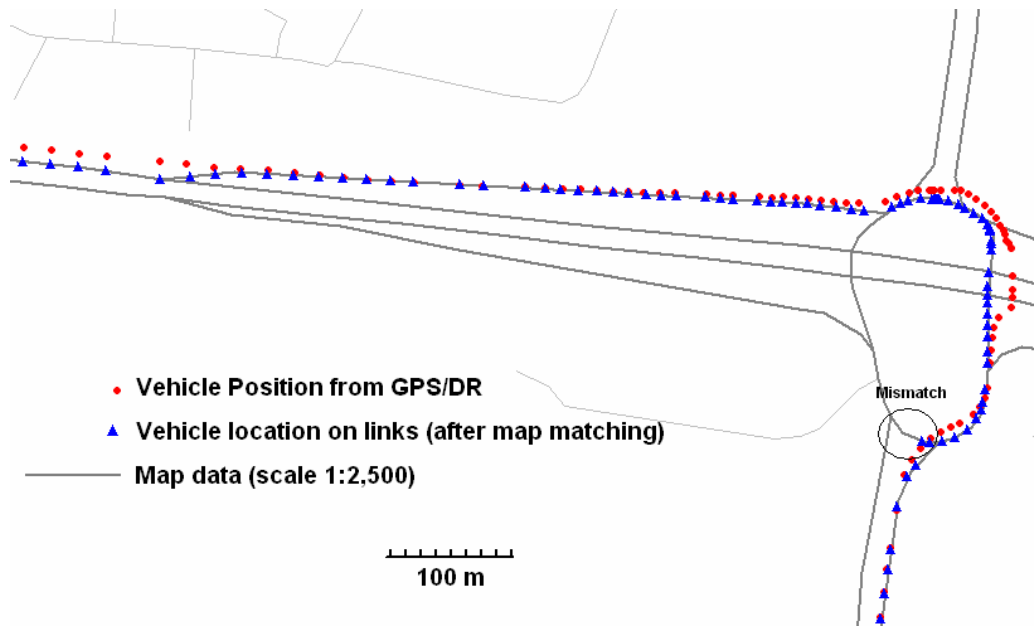 Vehicle Position from GPS/DR
Mismatch
Vehicle location on links (after map matching)
Map data (scale 1:2,500)
100 m